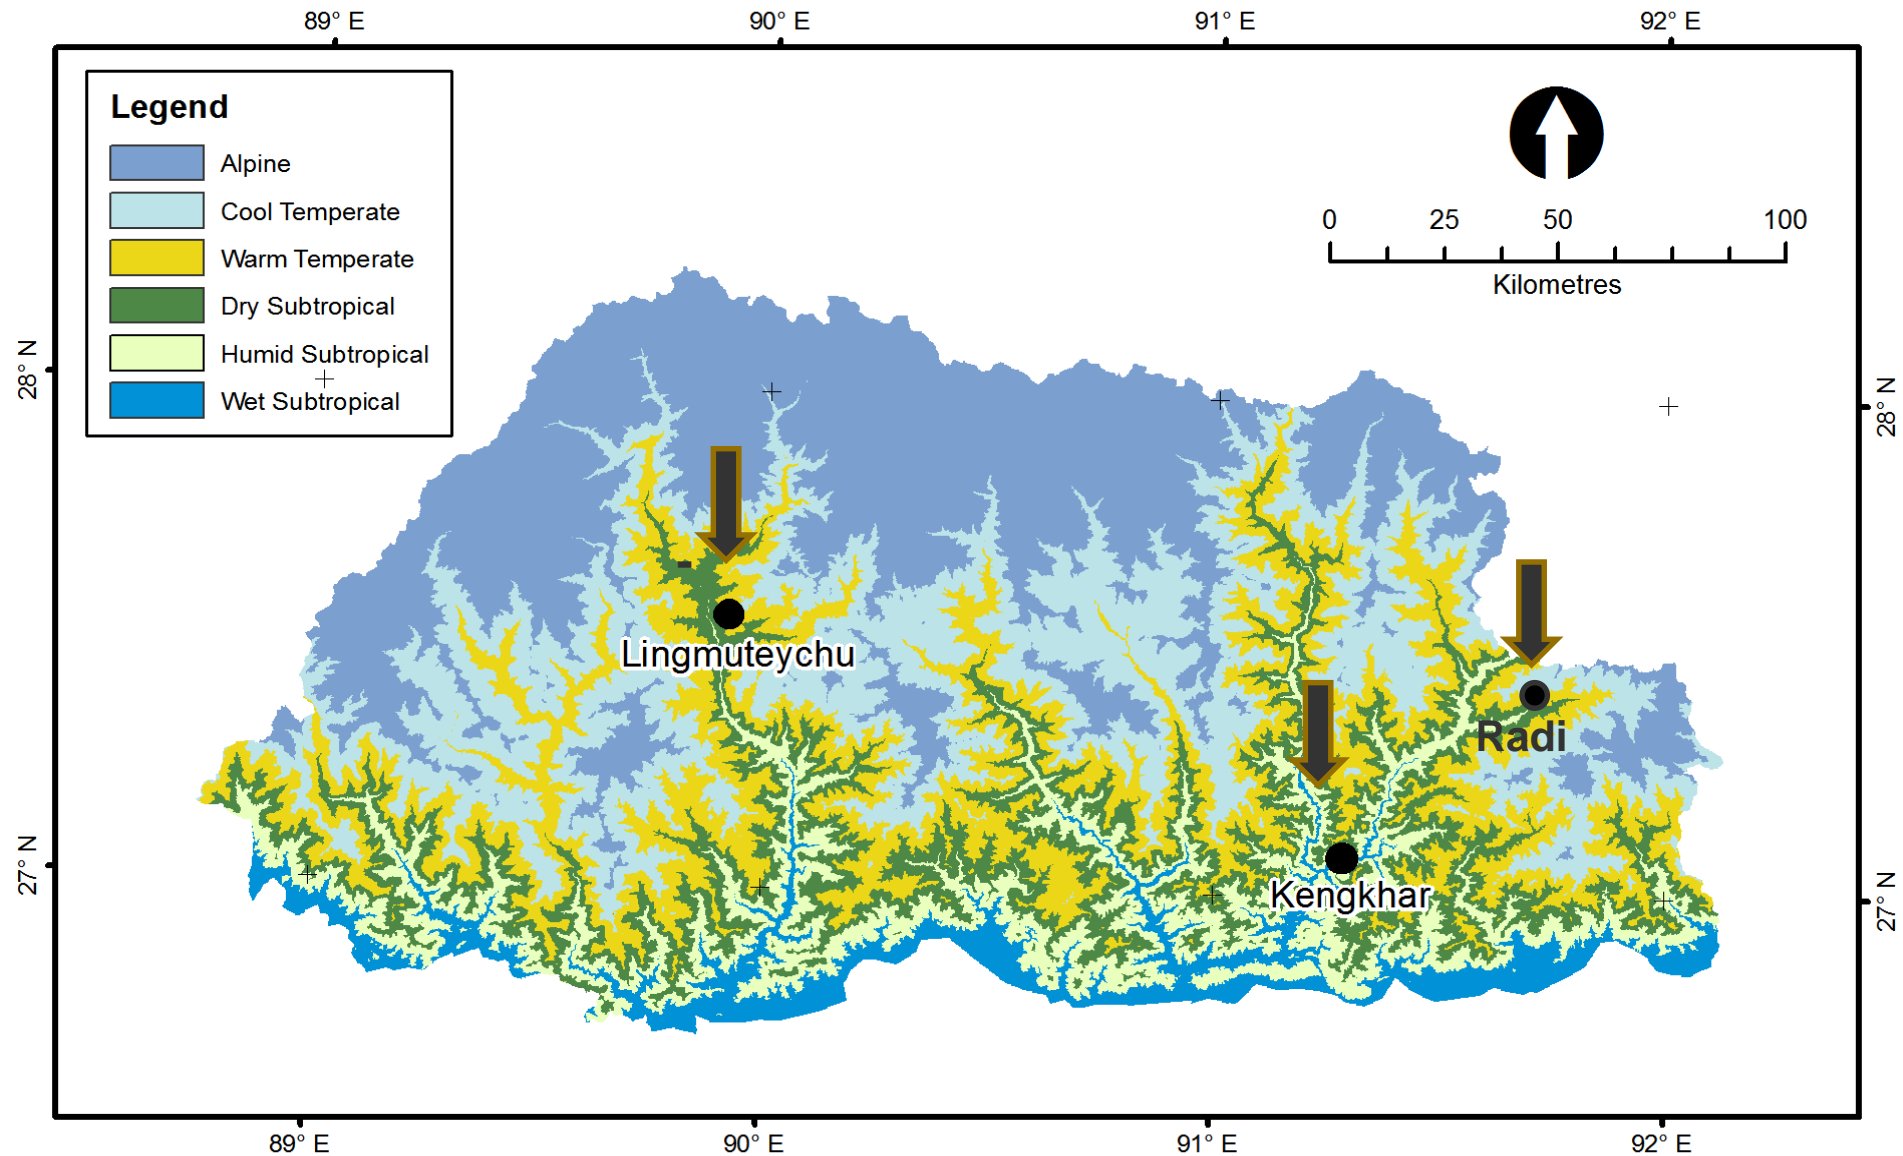 89° E 90° E 91° E 92° E
Legend
Alpine
Cool Temperate
Warm Temperate
Dry Subtropical
Humid Subtropical
Wet Subtropical
0 25 50 100
Kilometres
28° N
28° N
Lingmuteychu
Radi
Kengkhar
27° N
27° N
89° E 90° E 91° E 92° E